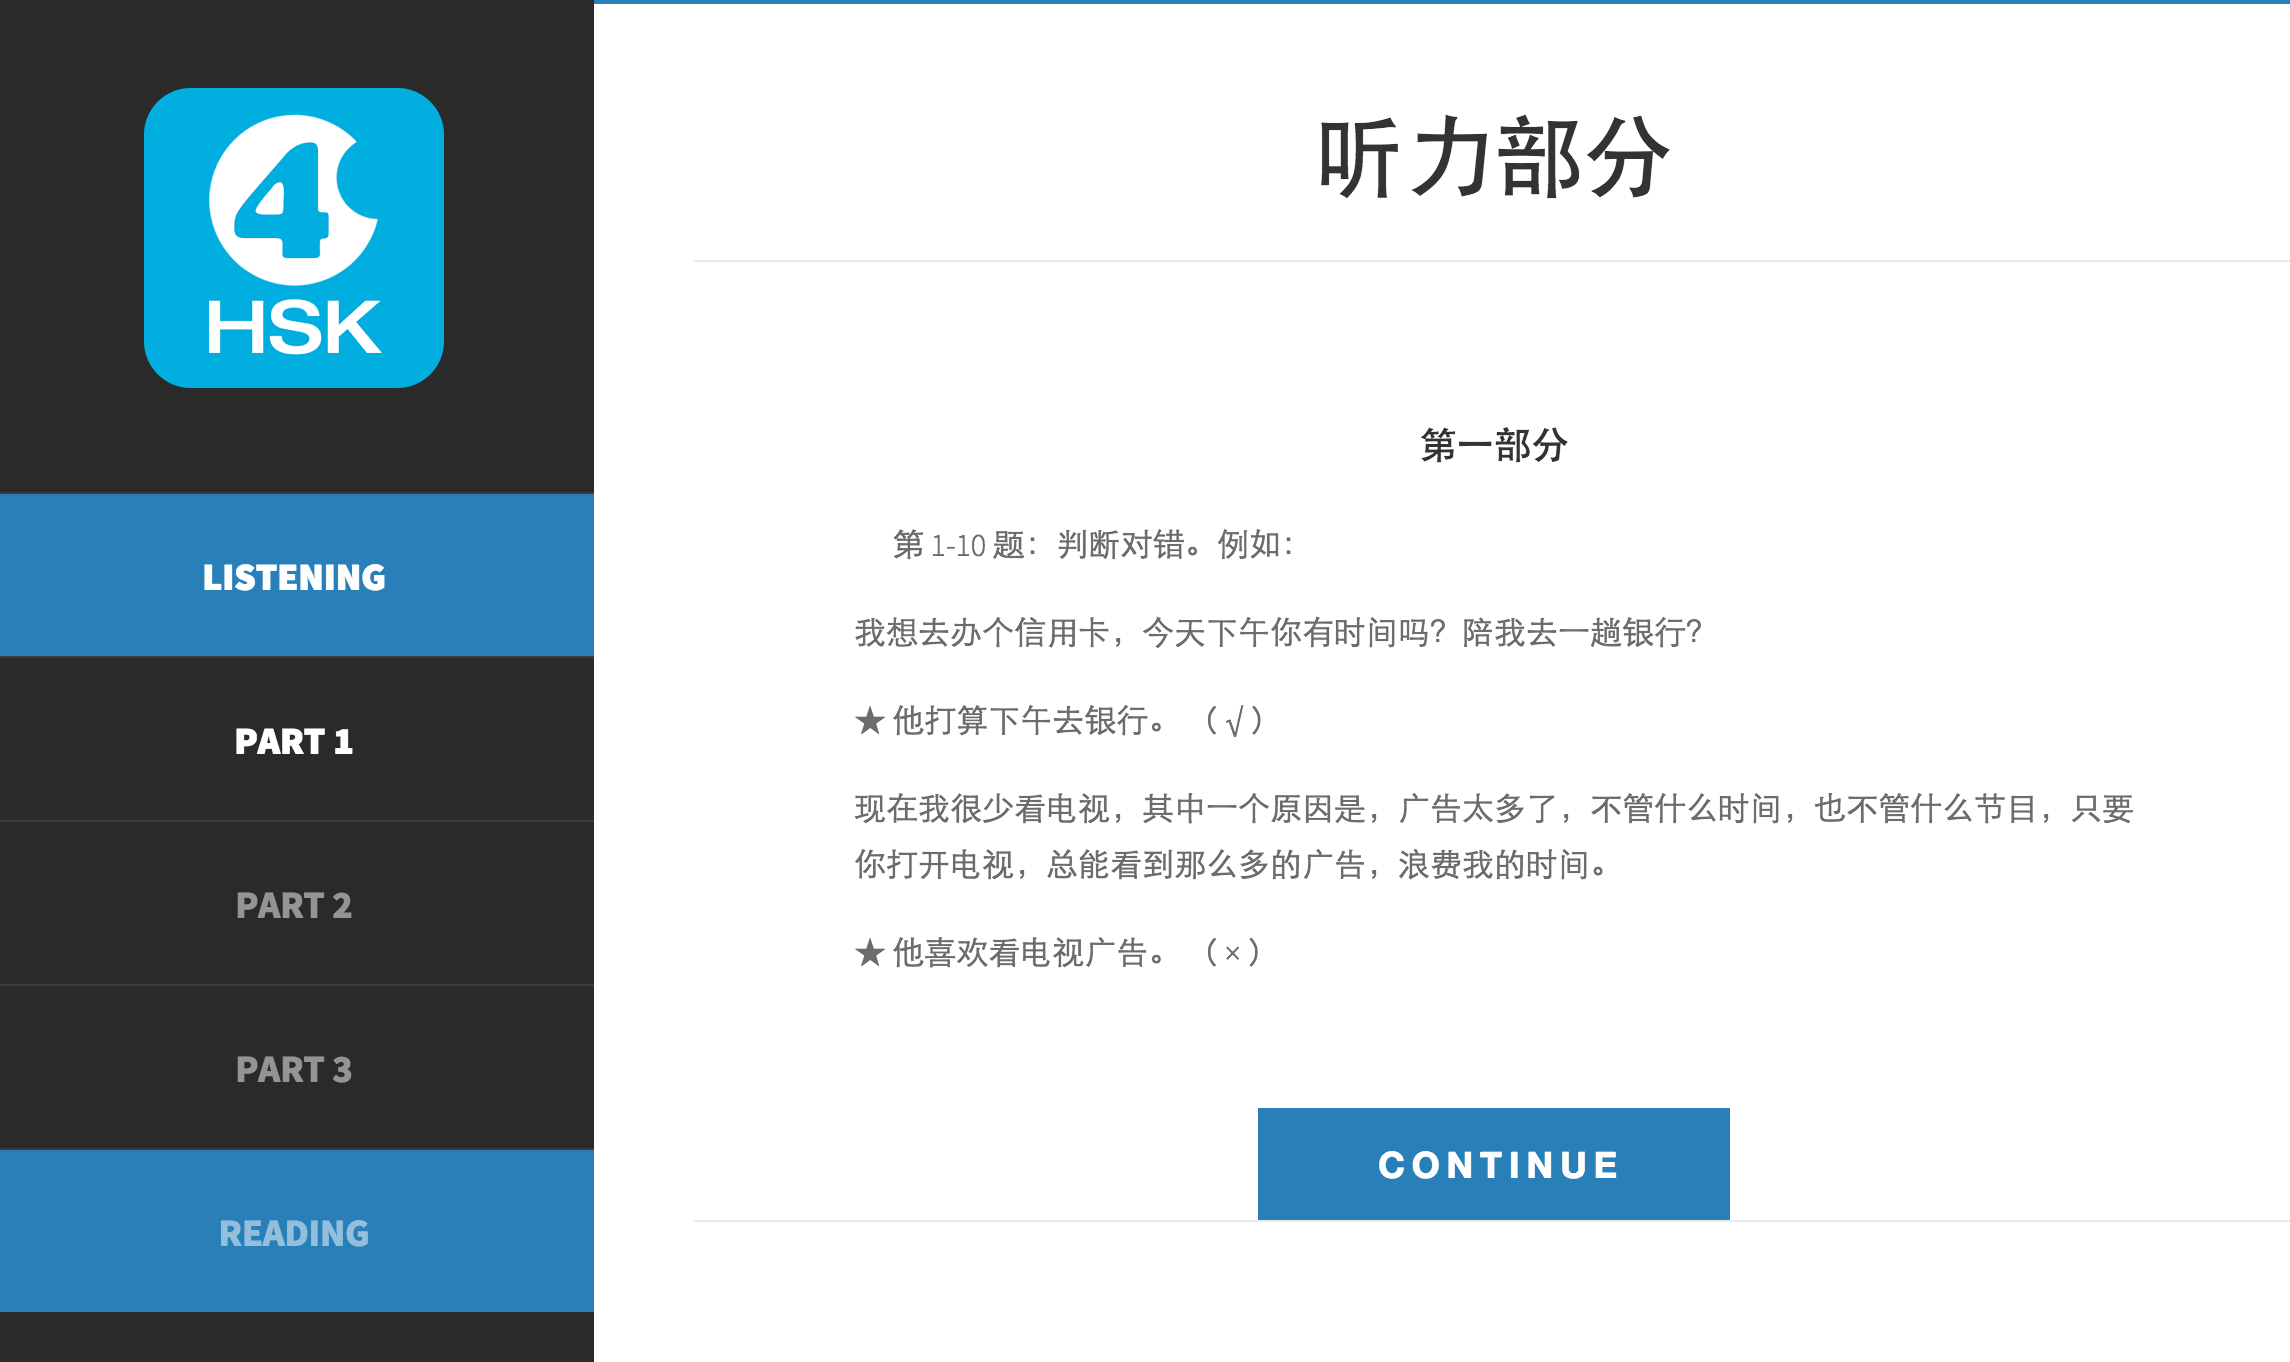 4
HSK
LISTENING
PART 1
PART 2
PART 3
READING
听力部分
第一部分
第 1-10 题：判断对错。例如：
我想去办个信用卡，今天下午你有时间吗？陪我去一趟银行？
★ 他打算下午去银行。 （ √ ）
现在我很少看电视，其中一个原因是，广告太多了，不管什么时间，也不管什么节目，只要
你打开电视，总能看到那么多的广告，浪费我的时间。
★ 他喜欢看电视广告。 （ × ）
CONTINUE